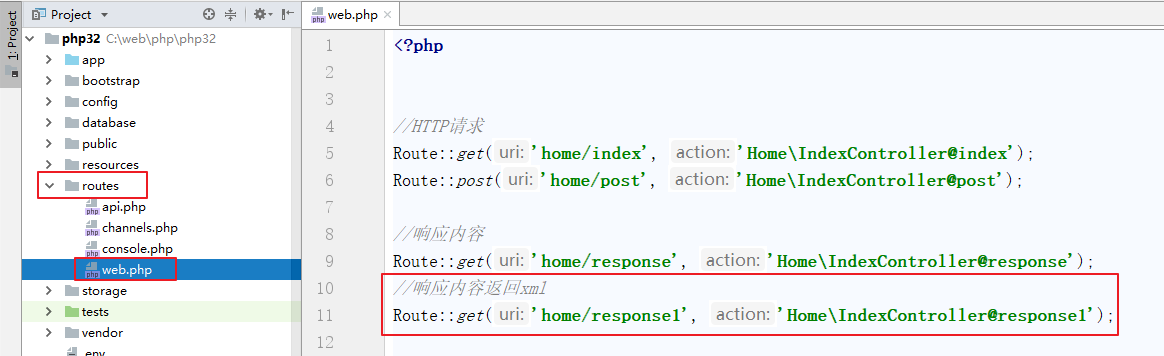 1: Project
Project
php32 C:\web\php\php32
app
bootstrap
config
database
public
resources
routes
api.php
channels.php
console.php
web.php
storage
tests
vendor
.env
web.php
1 <?php
2
3
4 //HTTP请求
5 Route::get( uri: 'home/index', action: 'Home\IndexController@index');
6 Route::post( uri: 'home/post', action: 'Home\IndexController@post');
7
8 //响应内容
9 Route::get( uri: 'home/response', action: 'Home\IndexController@response');
10 //响应内容返回xml
11 Route::get( uri: 'home/response1', action: 'Home\IndexController@response1');
12